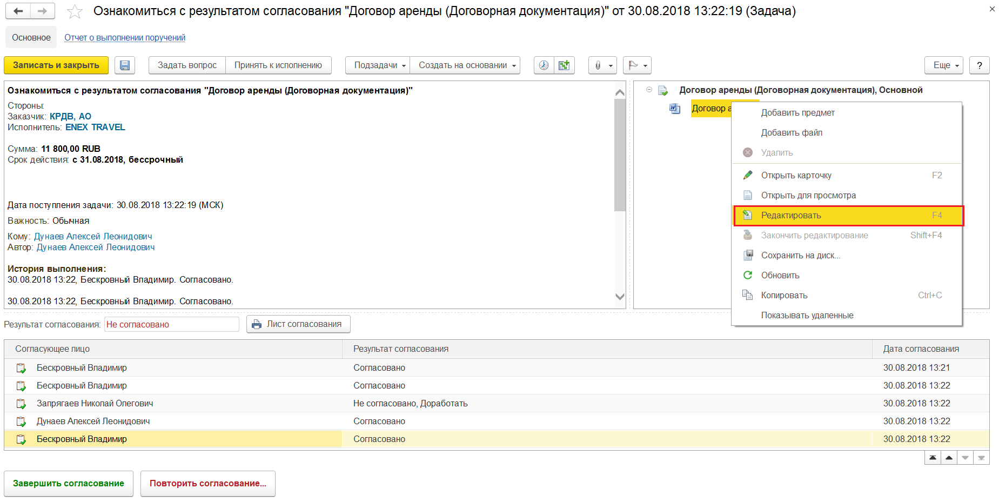 Ознакомиться с результатом согласования "Договор аренды (Договорная документация)" от 30.08.2018 13:22:19 (Задача)
Основное
Отчет о выполнении поручений
Записать и закрыть
Задать вопрос
Принять к исполнению
Подзадачи
Создать на основании
Еще
?
Ознакомиться с результатом согласования "Договор аренды (Договорная документация)"
Стороны:
Заказчик: КРДВ, АО
Исполнитель: ENEX TRAVEL
Сумма: 11 800,00 RUB
Срок действия: с 31.08.2018, бессрочный
Дата поступления задачи: 30.08.2018 13:22:19 (МСК)
Важность: Обычная
Кому: Дунаев Алексей Леонидович
Автор: Дунаев Алексей Леонидович
История выполнения:
30.08.2018 13:22, Бескровный Владимир. Согласовано.
30.08.2018 13:22, Бескровный Владимир. Согласовано.
Договор аренды (Договорная документация), Основной
Договор а
Добавить предмет
Добавить файл
Удалить
Открыть карточку F2
Открыть для просмотра
Редактировать F4
Закончить редактирование Shift+F4
Сохранить на диск...
Обновить
Копировать Ctrl+C
Показывать удаленные
Результат согласования: Не согласовано
Лист согласования
Согласующее лицо Результат согласования Дата согласования
Бескровный Владимир Согласовано 30.08.2018 13:21
Бескровный Владимир Согласовано 30.08.2018 13:22
Запрягаев Николай Олегович Не согласовано, Доработать 30.08.2018 13:22
Дунаев Алексей Леонидович Согласовано 30.08.2018 13:22
Бескровный Владимир Согласовано 30.08.2018 13:22
Завершить согласование
Повторить согласование...